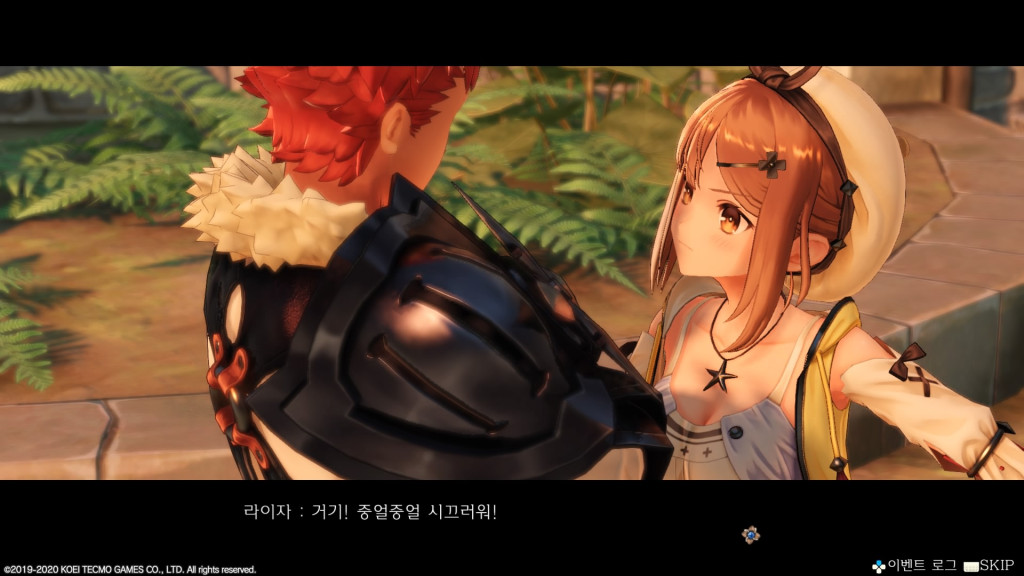 라이자 : 거기! 중얼중얼 시끄러워!
©2019-2020 KOEI TECMO GAMES CO., LTD. All rights reserved.
이벤트 로그 SKIP